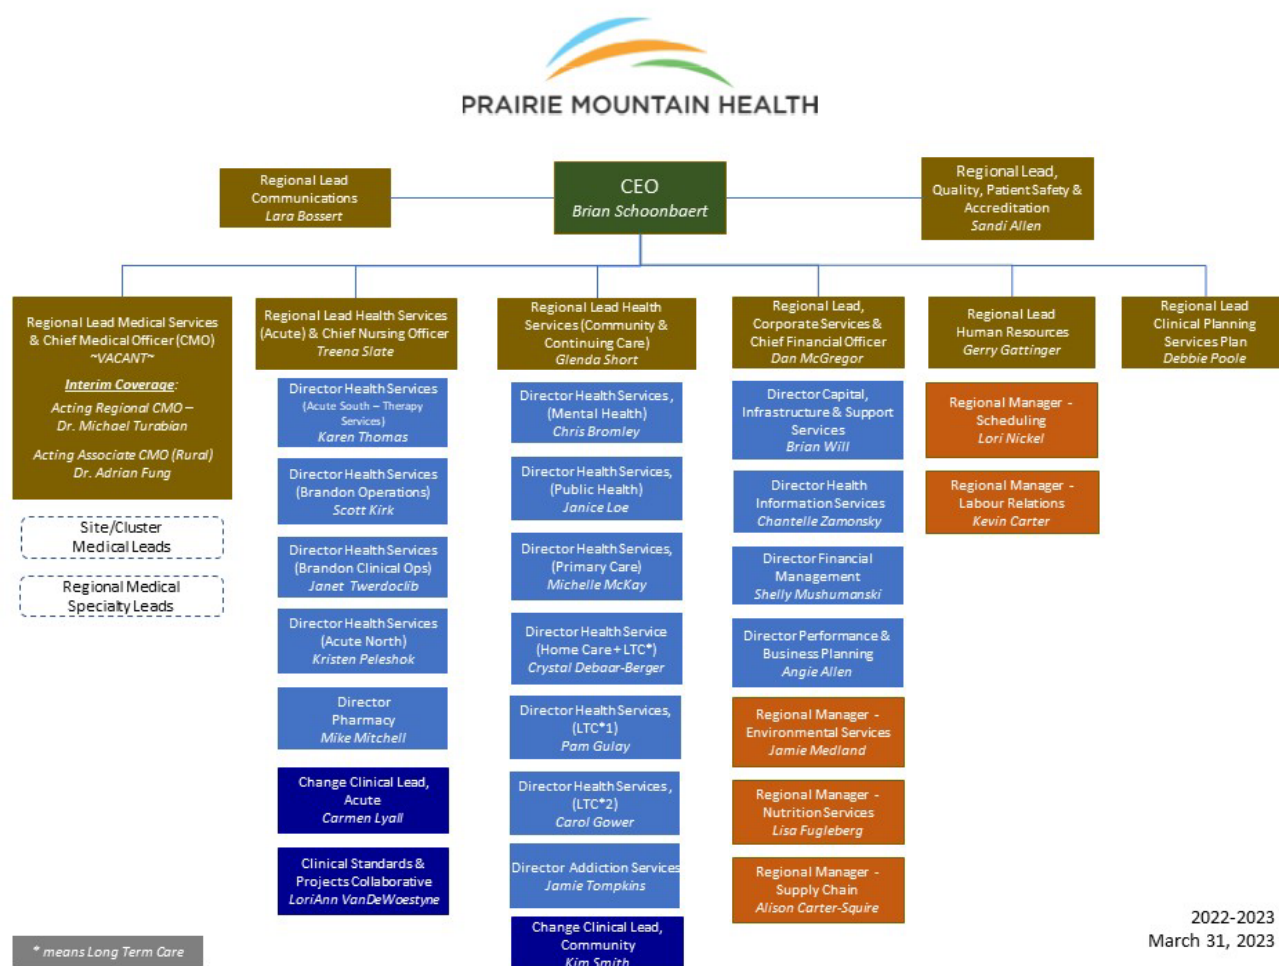 PRAIRIE MOUNTAIN HEALTH
Regional Lead
Communications
Lara Bossert
CEO
Brian Schoonbaert
Regional Lead,
Quality, Patient Safety &
Accreditation
Sandi Allen
Regional Lead Medical Services
& Chief Medical Officer (CMO)
~VACANT~
Interim Coverage:
Acting Regional CMO –
Dr. Michael Turabian
Acting Associate CMO (Rural)
Dr. Adrian Fung
Site/Cluster
Medical Leads
Regional Medical
Specialty Leads
Regional Lead Health Services
(Acute) & Chief Nursing Officer
Treena Slate
Director Health Services
(Acute South – Therapy
Services)
Karen Thomas
Director Health Services
(Brandon Operations)
Scott Kirk
Director Health Services
(Brandon Clinical Ops)
Janet Twerdoclib
Director Health Services
(Acute North)
Kristen Peleshok
Director
Pharmacy
Mike Mitchell
Change Clinical Lead,
Acute
Carmen Lyall
Clinical Standards &
Projects Collaborative
LoriAnn VanDeWoestyne
Regional Lead Health
Services (Community &
Continuing Care)
Glenda Short
Director Health Services,
(Mental Health)
Chris Bromley
Director Health Services,
(Public Health)
Janice Loe
Director Health Services,
(Primary Care)
Michelle McKay
Director Health Service
(Home Care + LTC*)
Crystal Debaar-Berger
Director Health Services,
(LTC*1)
Pam Gulay
Director Health Services,
(LTC*2)
Carol Gower
Director Addiction Services
Jamie Tompkins
Change Clinical Lead,
Community
Kim Smith
Regional Lead,
Corporate Services &
Chief Financial Officer
Dan McGregor
Director Capital,
Infrastructure & Support
Services
Brian Will
Director Health
Information Services
Chantelle Zamonsky
Director Financial
Management
Shelly Mushumanski
Director Performance &
Business Planning
Angie Allen
Regional Manager -
Environmental Services
Jamie Medland
Regional Manager -
Nutrition Services
Lisa Fugleberg
Regional Manager -
Supply Chain
Alison Carter-Squire
Regional Lead
Human Resources
Gerry Gattinger
Regional Manager -
Scheduling
Lori Nickel
Regional Manager -
Labour Relations
Kevin Carter
Regional Lead
Clinical Planning
Services Plan
Debbie Poole
* means Long Term Care
2022-2023
March 31, 2023